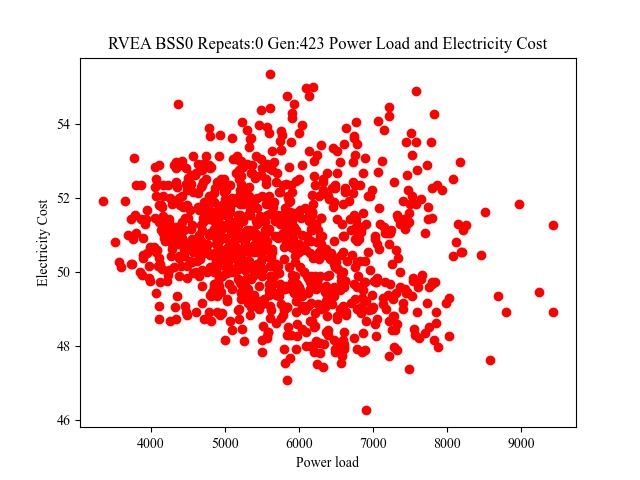 RVEA BSS0 Repeats:0 Gen:423 Power Load and Electricity Cost
54
52
50
48
46
Electricity Cost
4000 5000 6000 7000 8000 9000
Power load